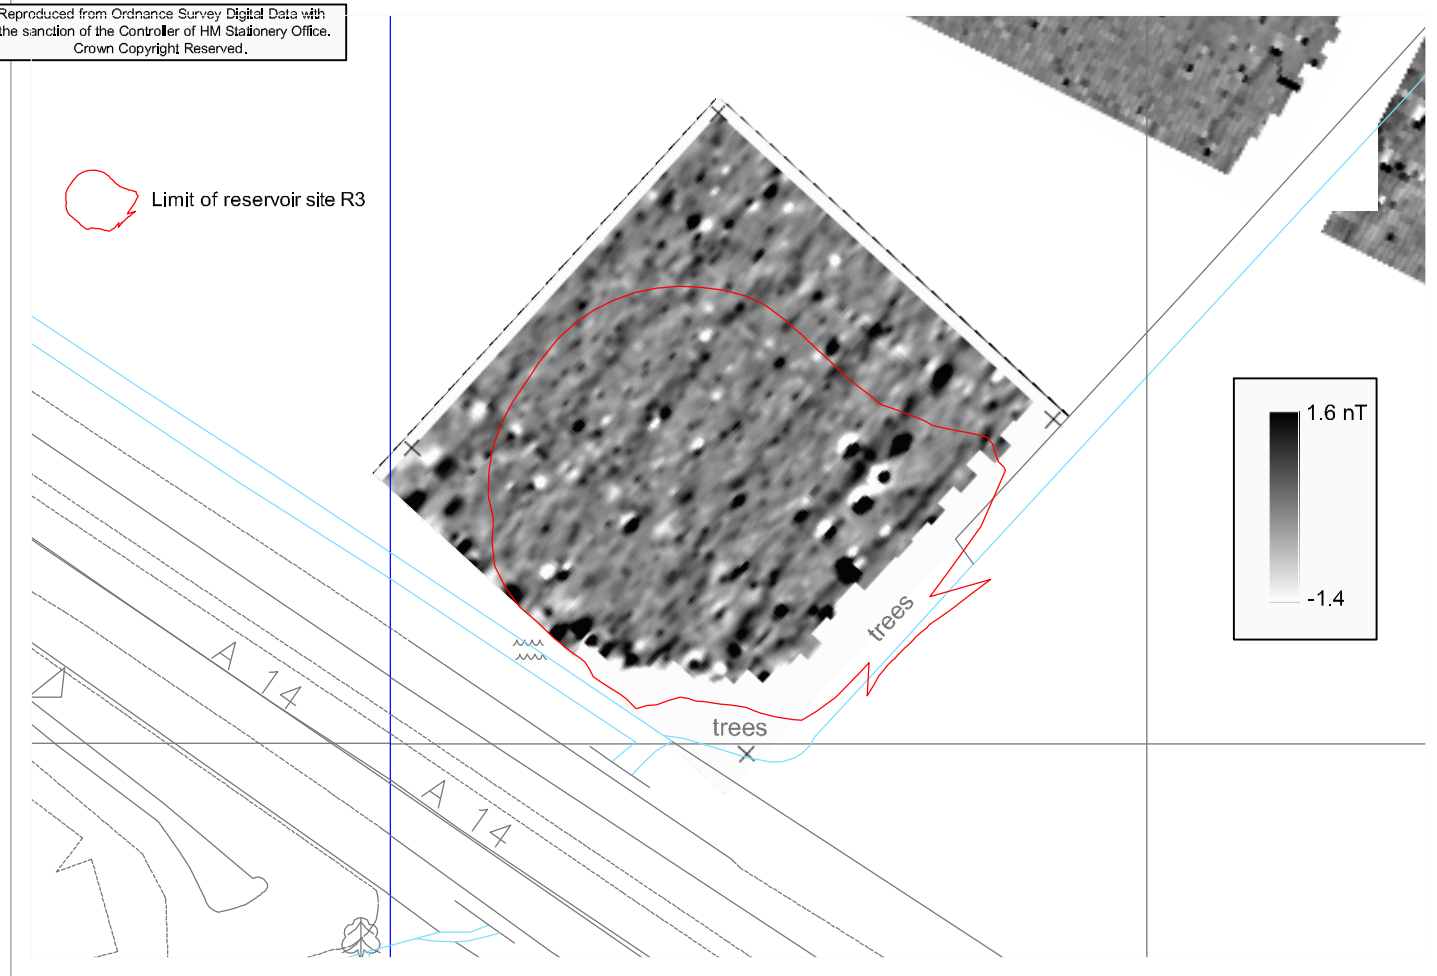 Reproduced from Ordnance Survey Digital Data with
the sanction of the Controller of HM Stationery Office.
Crown Copyright Reserved.
Limit of reservoir site R3
1.6 nT
-1.4
trees
trees
A 14
A 14